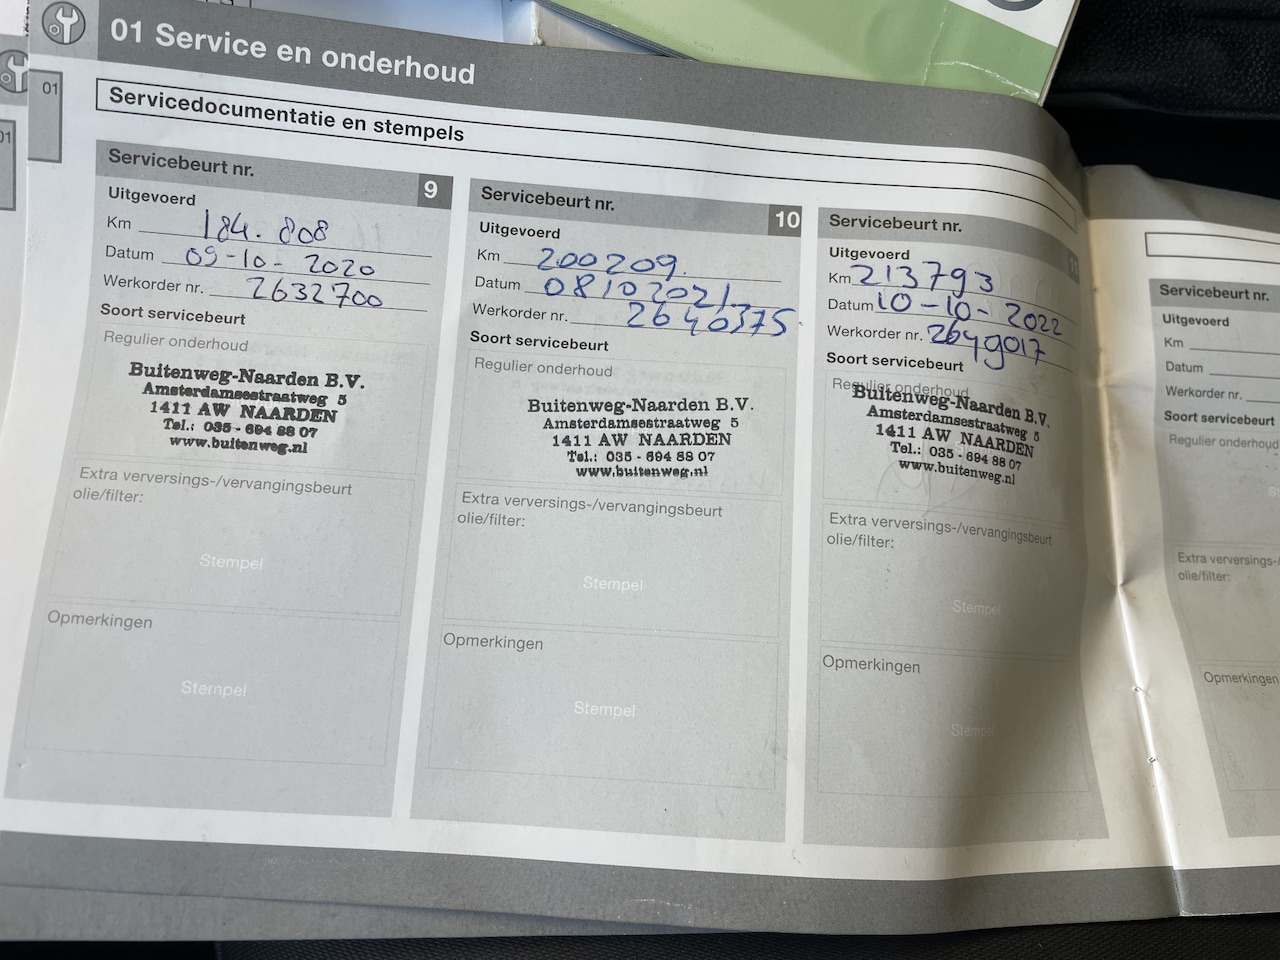 01 Service en onderhoud
01
01
Servicedocumentatie en stempels
Servicebeurt nr. 9
Uitgevoerd
Km 184.808
Datum 09-10-2020
Werkorder nr. 2632700
Soort servicebeurt
Regulier onderhoud
Buitenweg-Naarden B.V.
Amsterdamsestraatweg 5
1411 AW NAARDEN
Tel.: 035 - 694 88 07
www.buitenweg.nl
Extra verversings-/vervangingsbeurt
olie/filter:
Stempel
Opmerkingen
Stempel
Servicebeurt nr. 10
Uitgevoerd
Km 200209.
Datum 08102021
Werkorder nr. 2640375.
Soort servicebeurt
Regulier onderhoud
Buitenweg-Naarden B.V.
Amsterdamsestraatweg 5
1411 AW NAARDEN
Tel.: 035 - 694 88 07
www.buitenweg.nl
Extra verversings-/vervangingsbeurt
olie/filter:
Stempel
Opmerkingen
Stempel
Servicebeurt nr. 11
Uitgevoerd
Km 213793
Datum 10-10-2022
Werkorder nr. 2649017
Soort servicebeurt
Regulier onderhoud
Buitenweg-Naarden B.V.
Amsterdamsestraatweg 5
1411 AW NAARDEN
Tel.: 035 - 694 88 07
www.buitenweg.nl
Extra verversings-/vervangingsbeurt
olie/filter:
Stempel
Opmerkingen
Stempel
Servicebeurt nr.
Uitgevoerd
Km
Datum
Werkorder nr.
Soort servicebeurt
Regulier onderhoud
Extra verversings-/
olie/filter:
Opmerkingen